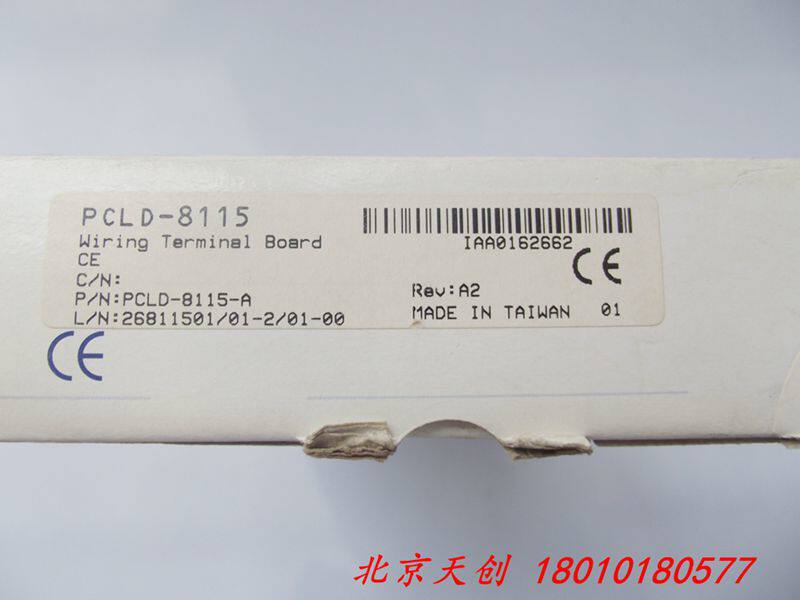 PCLD-8115
Wiring Terminal Board
CE
C/N:
P/N:PCLD-8115-A
L/N:26811501/01-2/01-00
IAA0162662
CE
Rev:A2
MADE IN TAIWAN 01
CE
北京天创 18010180577